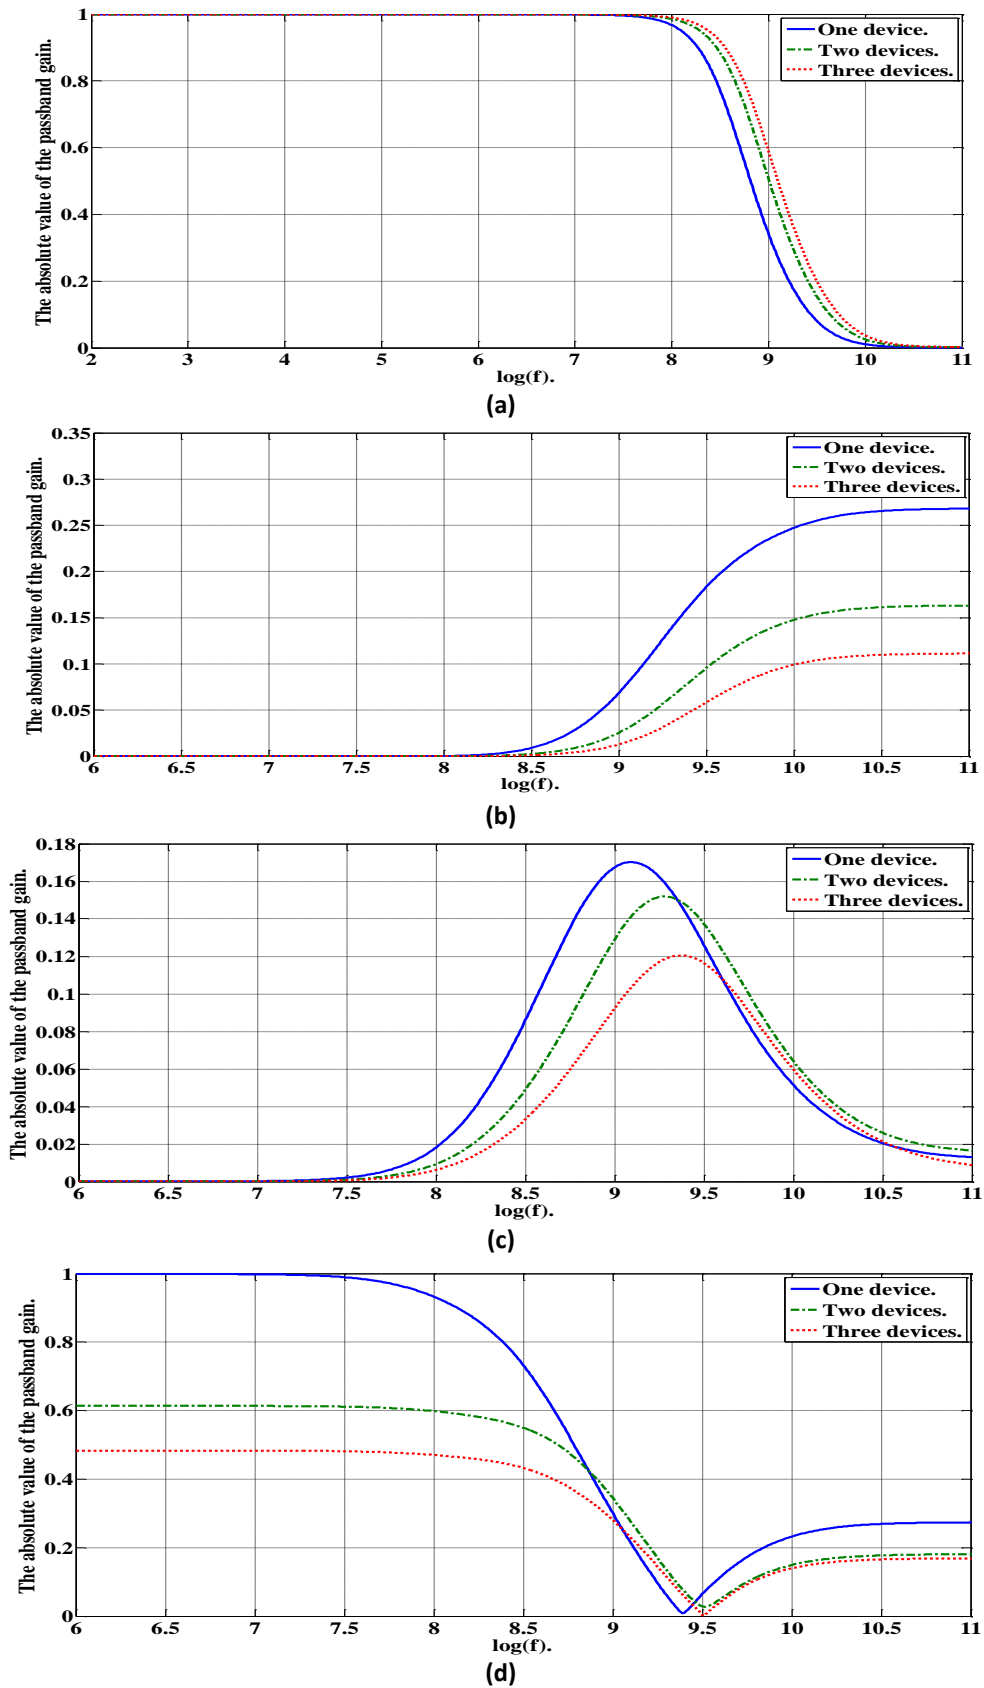 The absolute value of the passband gain.
1
0.8
0.6
0.4
0.2
0
One device.
Two devices.
Three devices.
2 3 4 5 6 7 8 9 10 11
log(f).
(a)
The absolute value of the passband gain.
0.35
0.3
0.25
0.2
0.15
0.1
0.05
0
One device.
Two devices.
Three devices.
6 6.5 7 7.5 8 8.5 9 9.5 10 10.5 11
log(f).
(b)
The absolute value of the passband gain.
0.18
0.16
0.14
0.12
0.1
0.08
0.06
0.04
0.02
0
One device.
Two devices.
Three devices.
6 6.5 7 7.5 8 8.5 9 9.5 10 10.5 11
log(f).
(c)
The absolute value of the passband gain.
1
0.8
0.6
0.4
0.2
0
One device.
Two devices.
Three devices.
6 6.5 7 7.5 8 8.5 9 9.5 10 10.5 11
log(f).
(d)